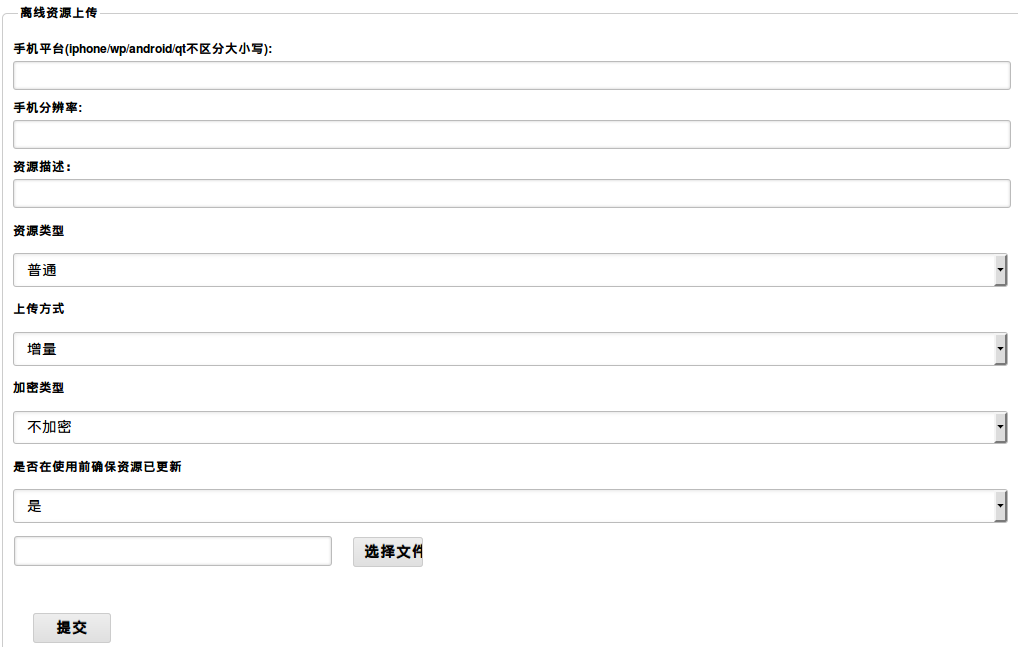 离线资源上传
手机平台(iphone/wp/android/qt不区分大小写):
手机分辨率:
资源描述:
资源类型
普通
上传方式
增量
加密类型
不加密
是否在使用前确保资源已更新
是
选择文件
提交